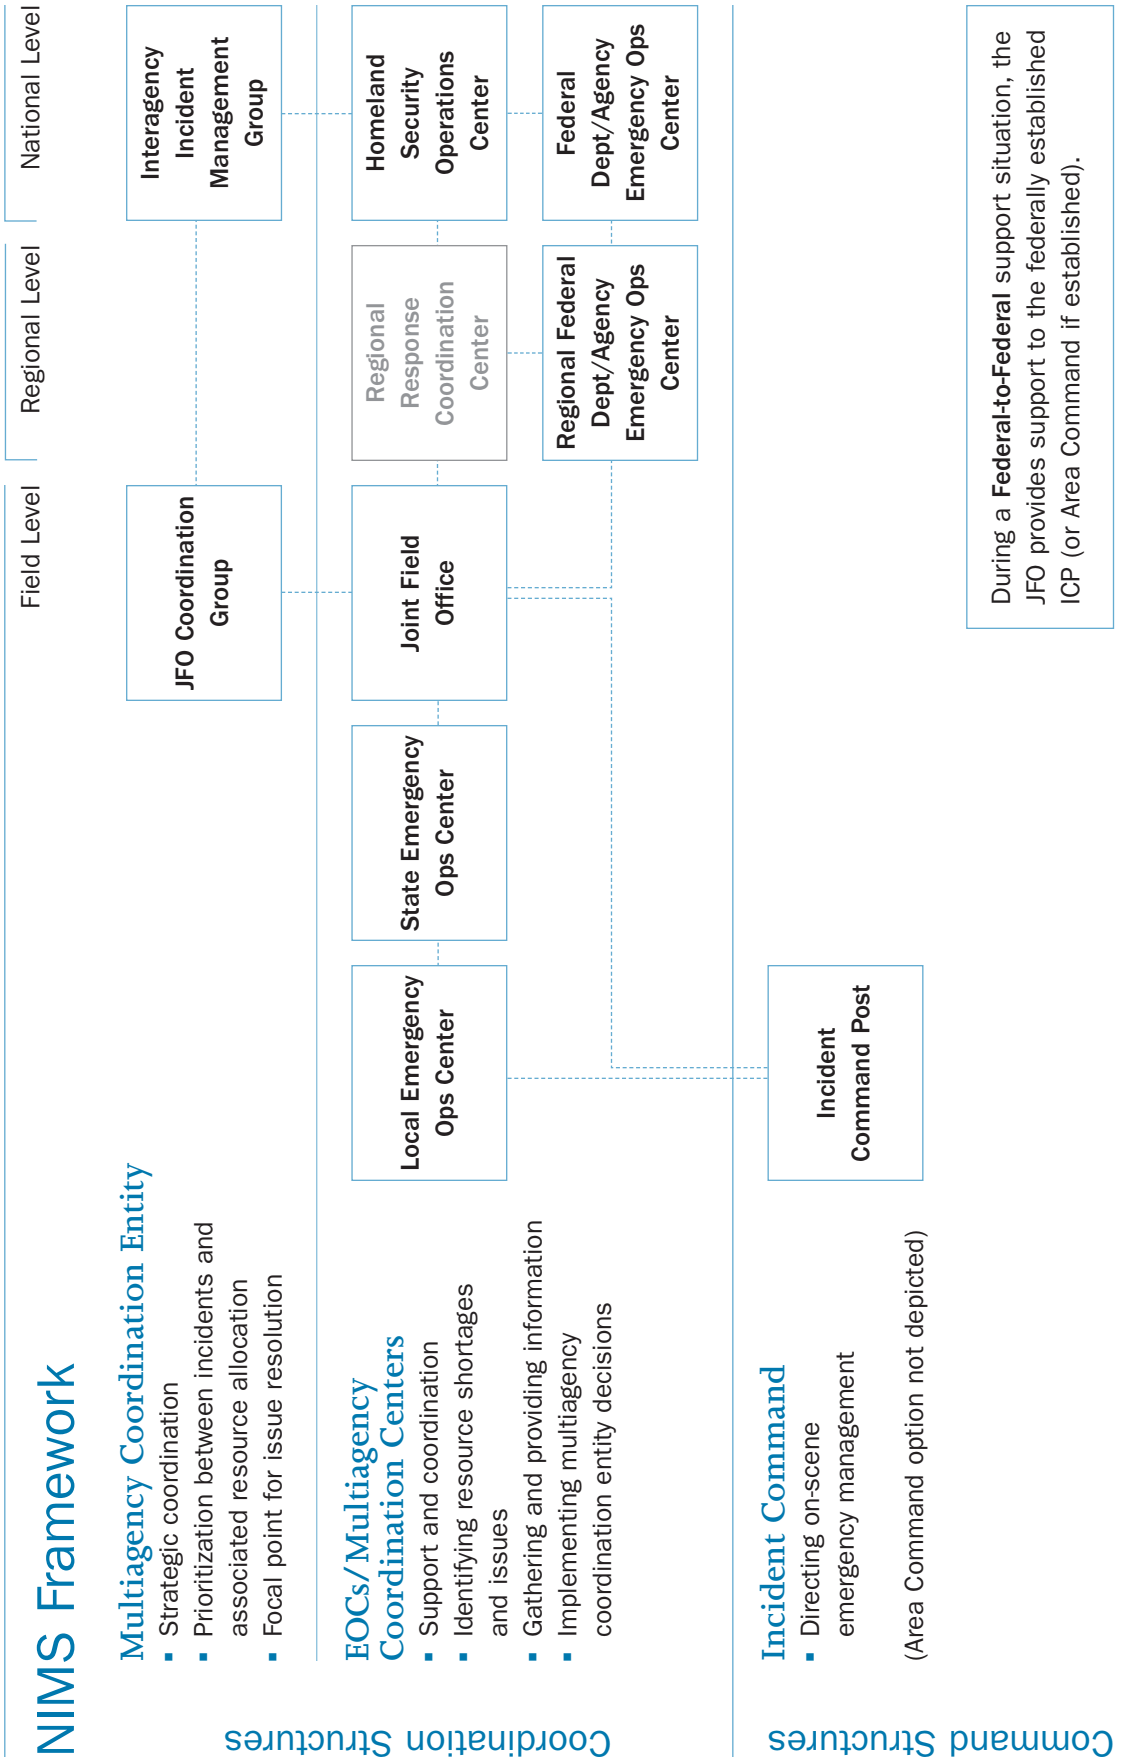 NIMS Framework
Field Level
Regional Level
National Level
Coordination Structures
Multiagency Coordination Entity
▪ Strategic coordination
▪ Prioritization between incidents and
associated resource allocation
▪ Focal point for issue resolution
JFO Coordination
Group
Interagency
Incident
Management
Group
EOCs/Multiagency
Coordination Centers
▪ Support and coordination
▪ Identifying resource shortages
and issues
▪ Gathering and providing information
▪ Implementing multiagency
coordination entity decisions
Local Emergency
Ops Center
State Emergency
Ops Center
Joint Field
Office
Regional
Response
Coordination
Center
Homeland
Security
Operations
Center
Regional Federal
Dept/Agency
Emergency Ops
Center
Federal
Dept/Agency
Emergency Ops
Center
Command Structures
Incident Command
▪ Directing on-scene
emergency management
(Area Command option not depicted)
Incident
Command Post
During a Federal-to-Federal support situation, the
JFO provides support to the federally established
ICP (or Area Command if established).